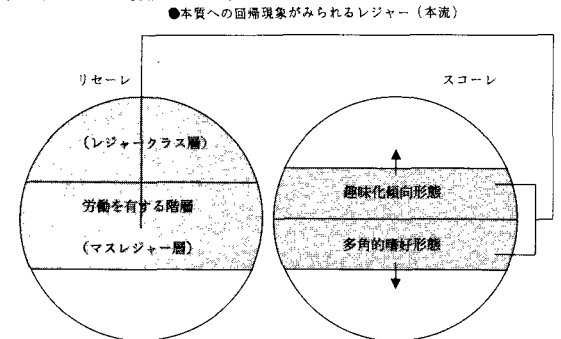 ●本質への回帰現象がみられるレジャー（本流）
リセーレ
スコーレ
（レジャークラス層）
労働を有する階層
（マスレジャー層）
趣味化傾向形態
多角的嗜好形態